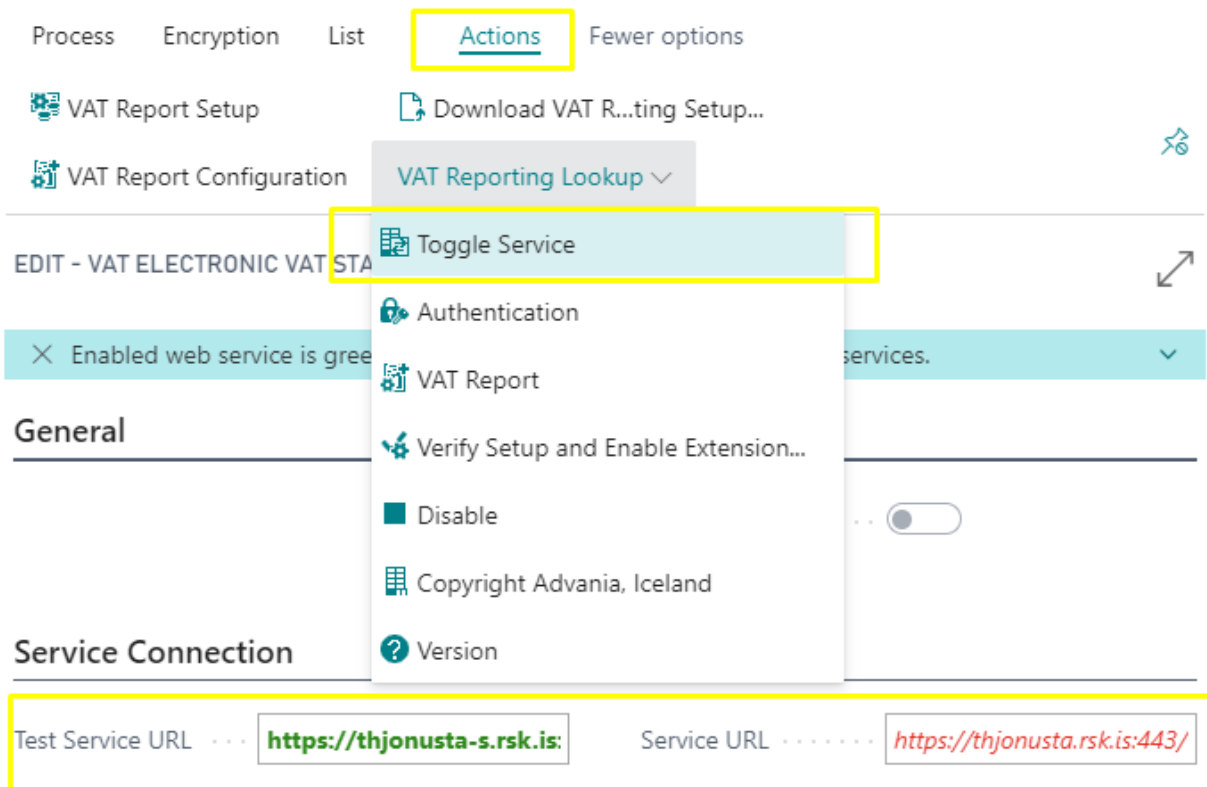 Process Encryption List Actions Fewer options
VAT Report Setup Download VAT R...ting Setup...
VAT Report Configuration VAT Reporting Lookup
Toggle Service
EDIT - VAT ELECTRONIC VAT STA
Authentication
Enabled web service is gree services.
VAT Report
General
Verify Setup and Enable Extension...
Disable
Copyright Advania, Iceland
Service Connection
Version
Test Service URL https://thjonusta-s.rsk.is: Service URL https://thjonusta.rsk.is:443/